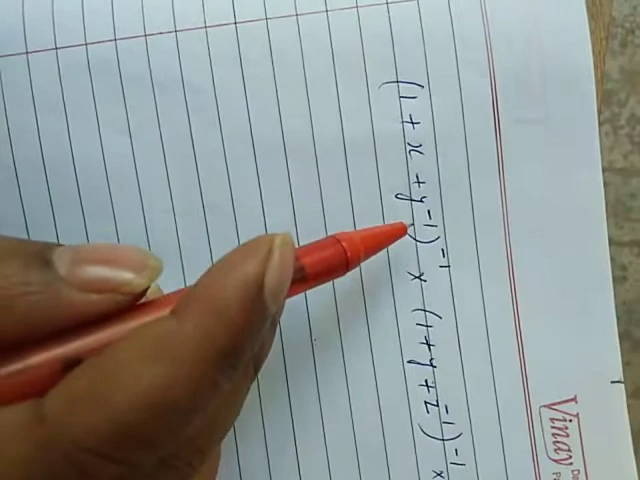 Vinay
(1 + x + y⁻¹)⁻¹ × (1 + y + z⁻¹)⁻¹ ×